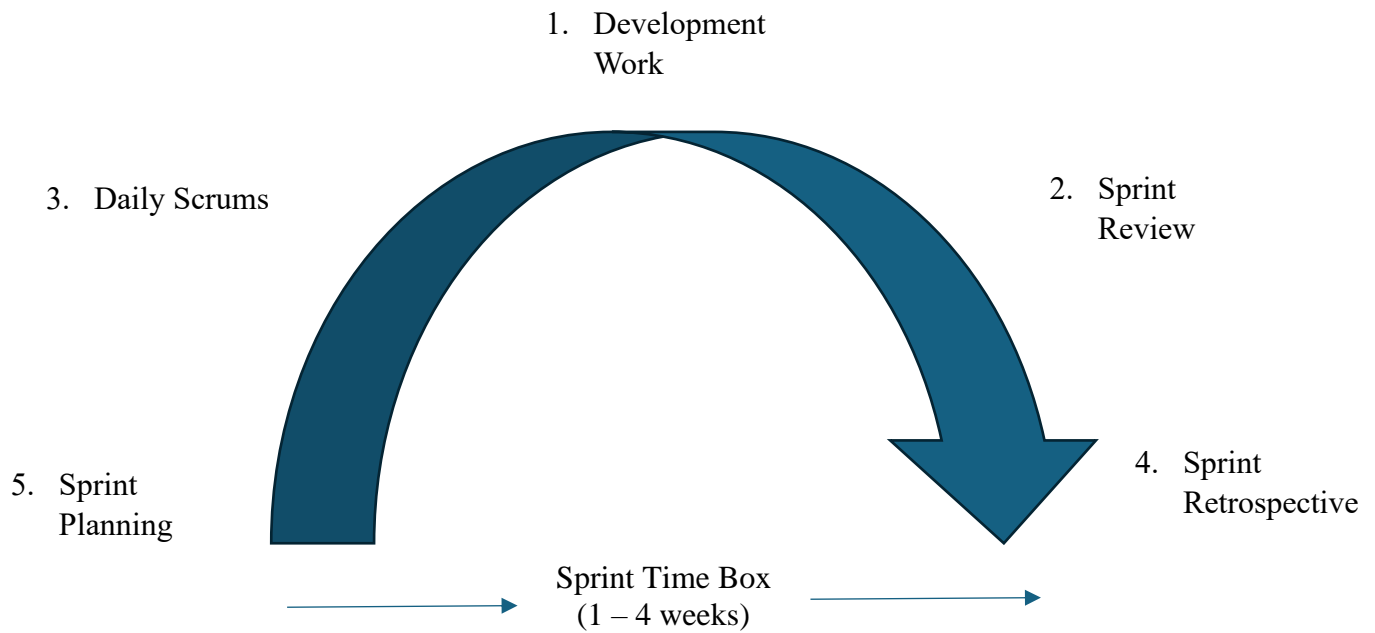 1. Development
Work
3. Daily Scrums
2. Sprint
Review
5. Sprint
Planning
4. Sprint
Retrospective
Sprint Time Box
(1 – 4 weeks)